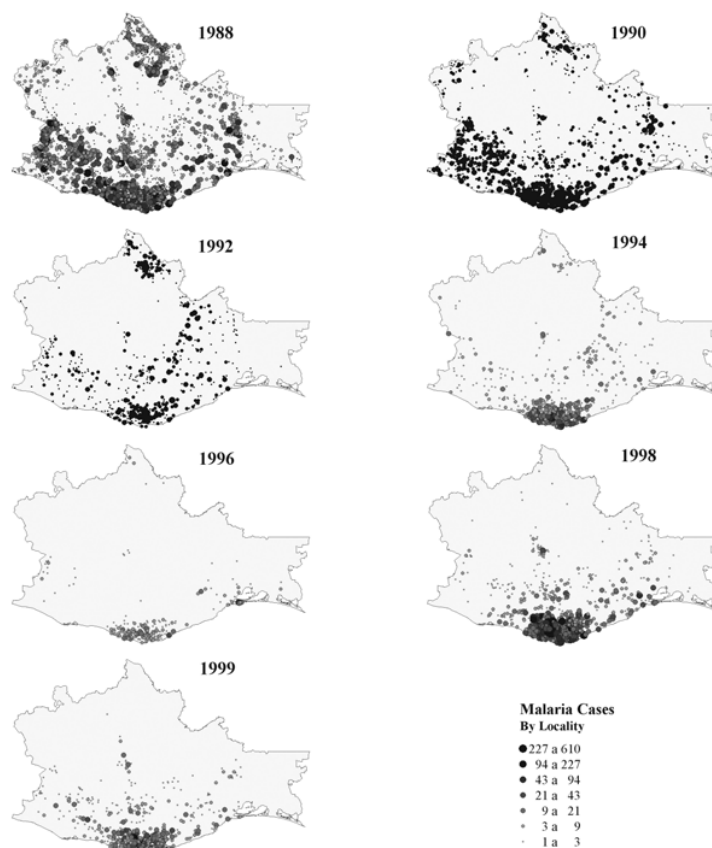 1988
1990
1992
1994
1996
1998
1999
Malaria Cases
By Locality
227 a 610
94 a 227
43 a 94
21 a 43
9 a 21
3 a 9
1 a 3